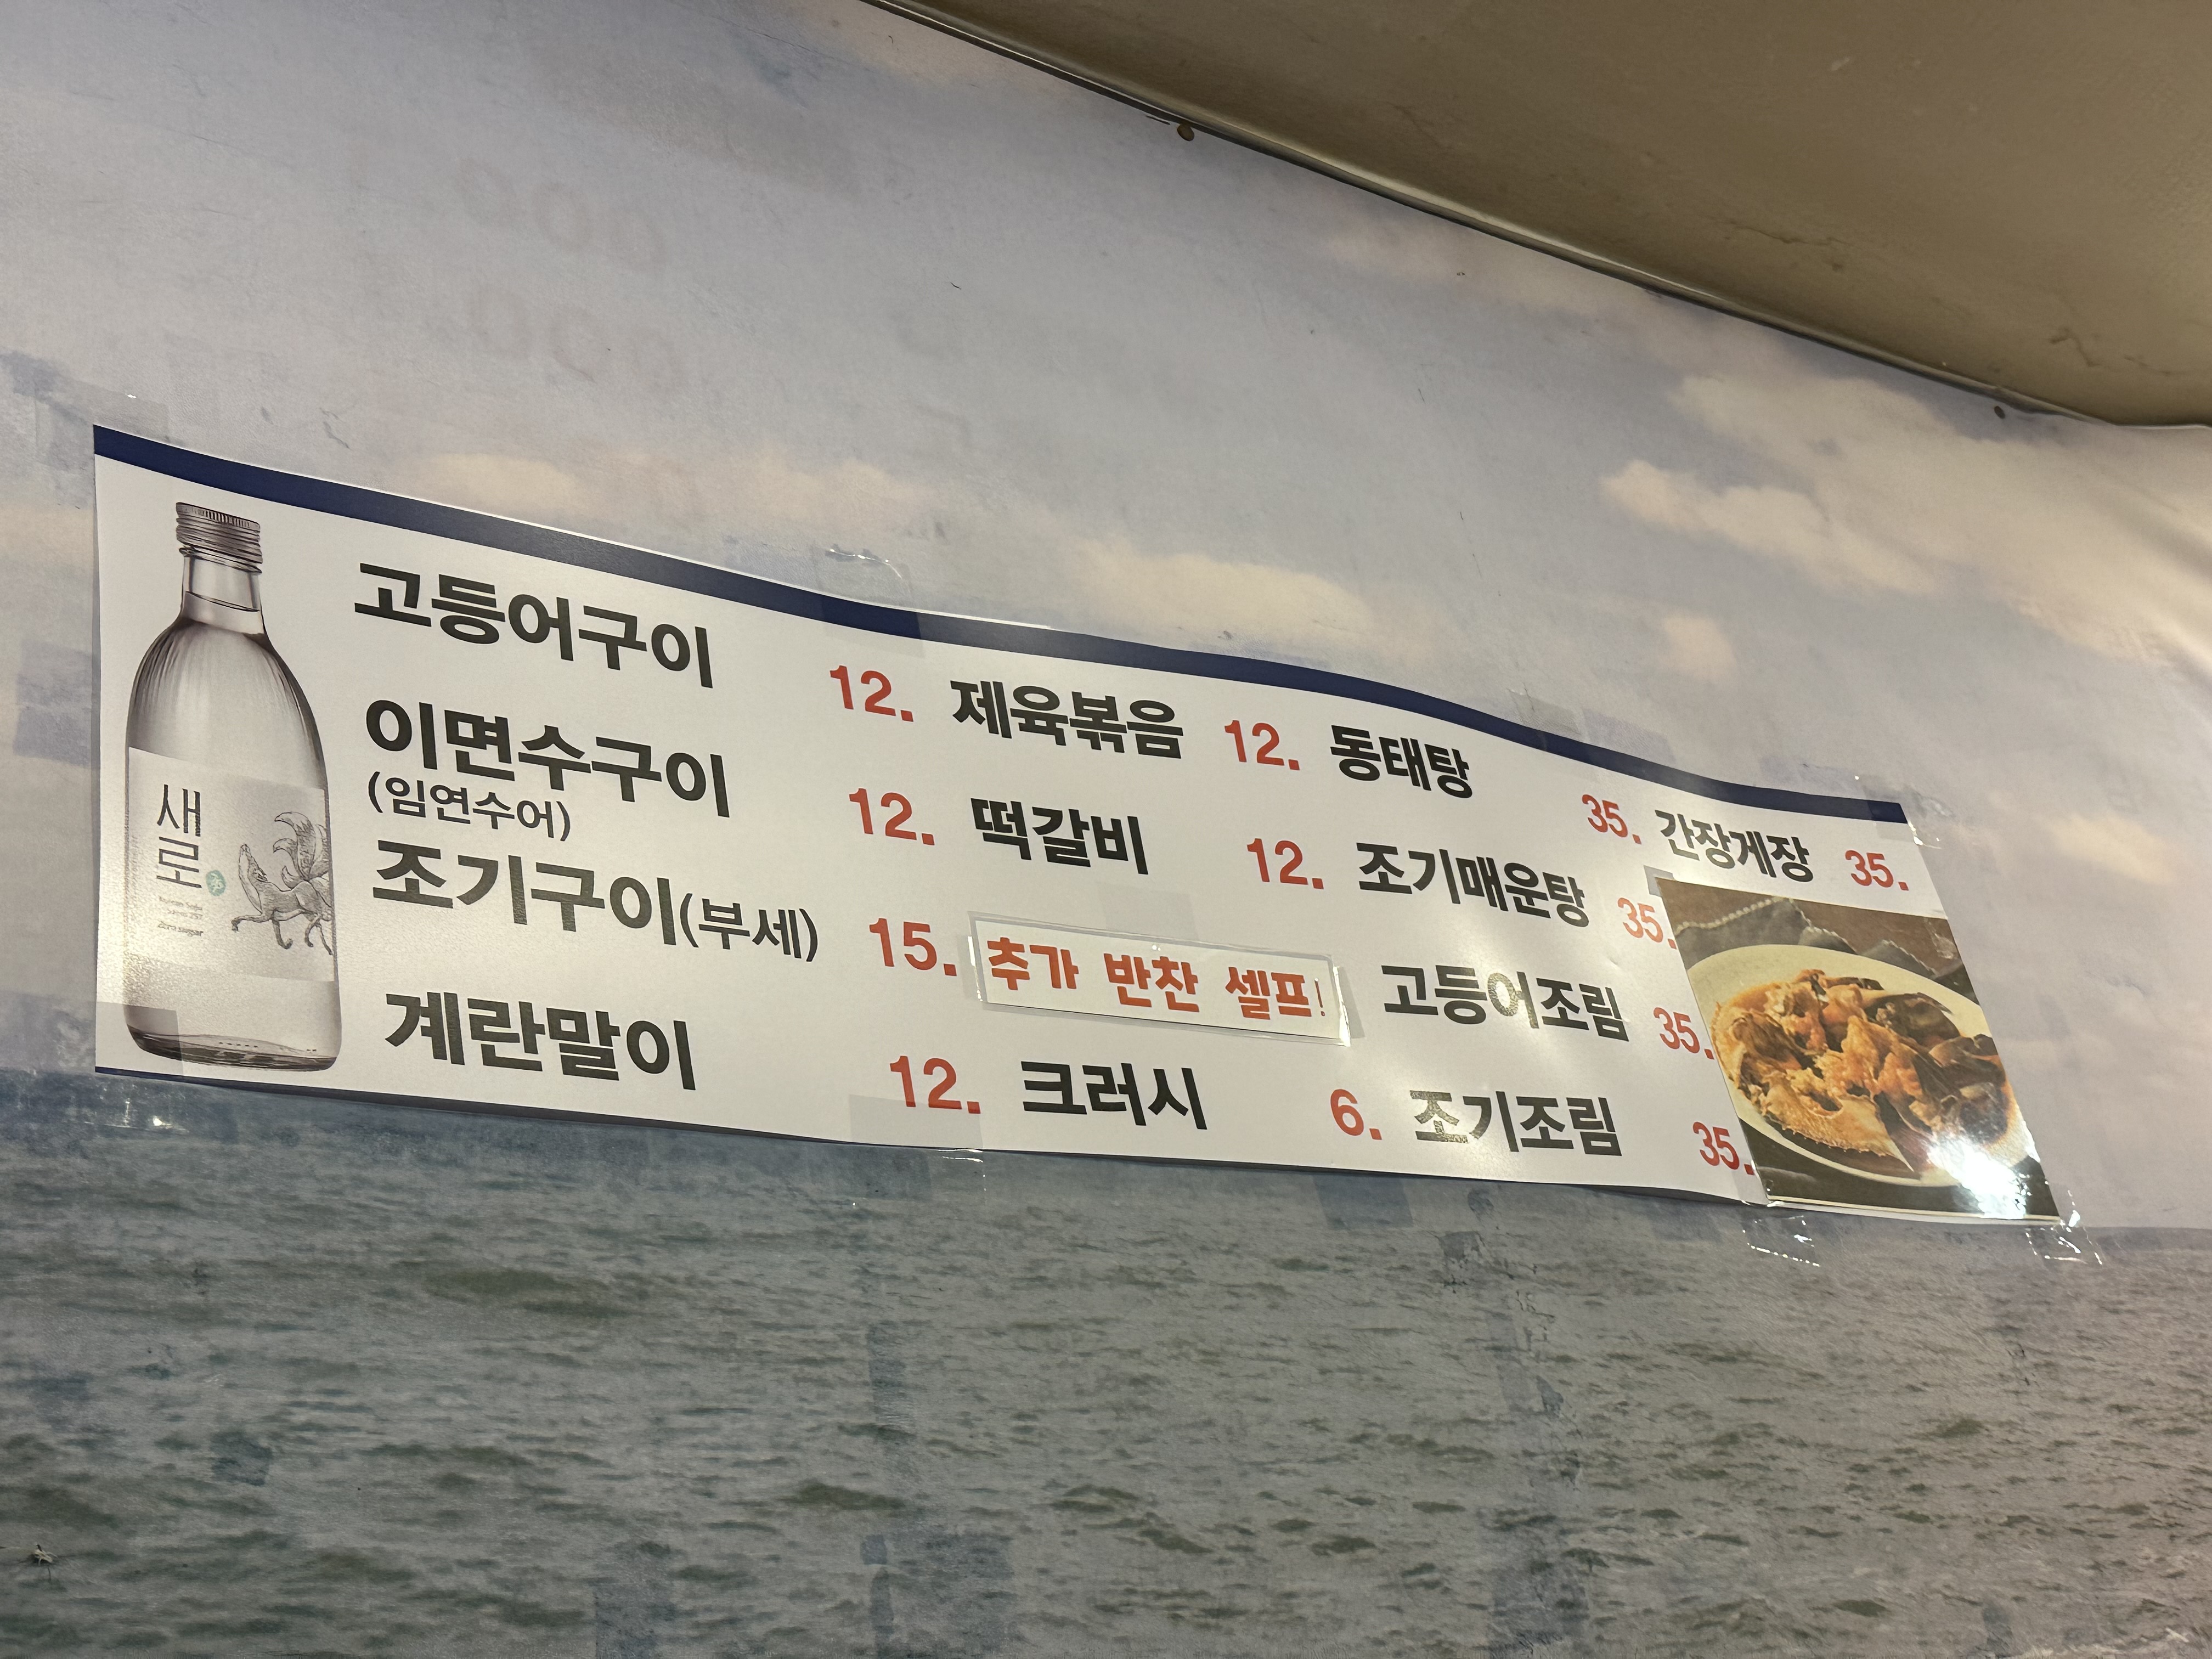 고등어구이 12.
이면수구이 12.
(임연수어)
조기구이(부세) 15.
계란말이 12.
제육볶음 12.
떡갈비 12.
추가 반찬 셀프!
크러시 6.
동태탕 35.
조기매운탕 35.
고등어조림 35.
조기조림 35.
간장게장 35.
새로
Zero sugar